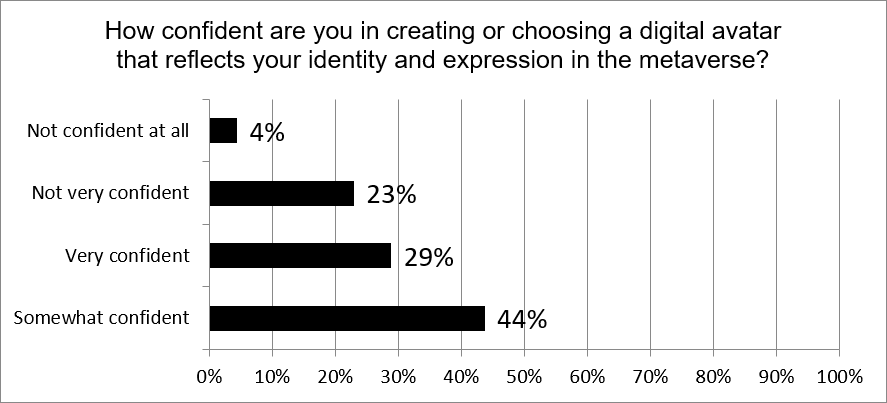 How confident are you in creating or choosing a digital avatar
that reflects your identity and expression in the metaverse?
Not confident at all 4%
Not very confident 23%
Very confident 29%
Somewhat confident 44%
0% 10% 20% 30% 40% 50% 60% 70% 80% 90% 100%